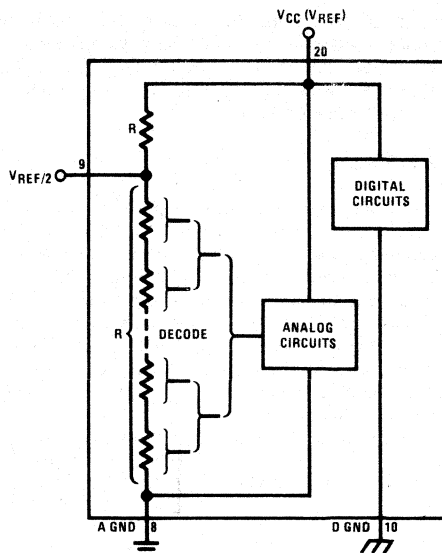 VCC (VREF)
20
R
9
VREF/2
DIGITAL
CIRCUITS
R
DECODE
ANALOG
CIRCUITS
A GND
8
D GND
10